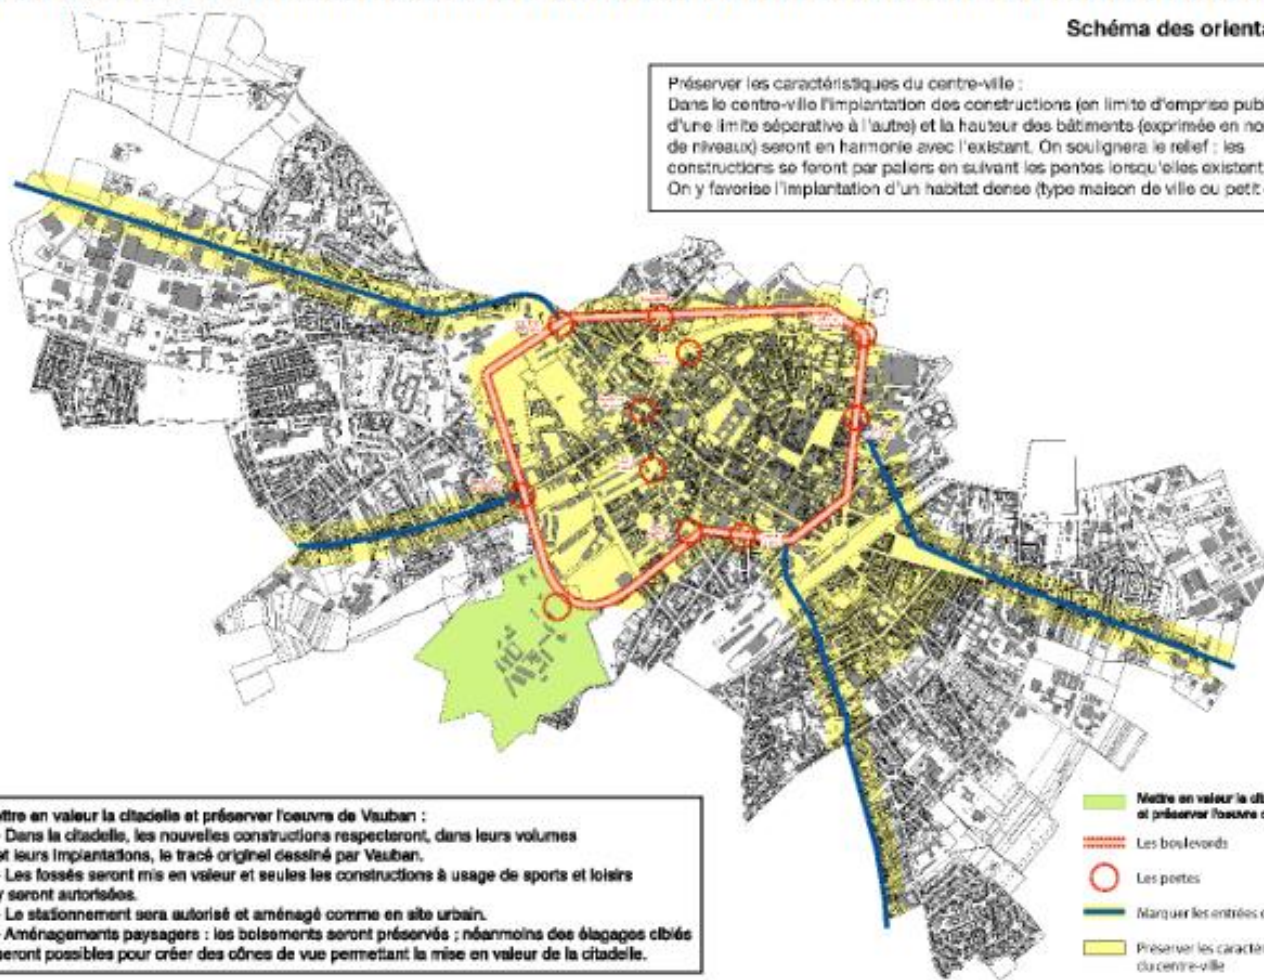 Schéma des orienta
Préserver les caractéristiques du centre-ville :
Dans le centre-ville l'implantation des constructions (en limite d'emprise publ
d'une limite séparative à l'autre) et la hauteur des bâtiments (exprimée en no
de niveaux) seront en harmonie avec l'existant. On soulignera le relief : les
constructions se feront par paliers en suivant les pentes lorsqu'elles existent
On y favorise l'implantation d'un habitat dense (type maison de ville ou petit
ettre en valeur la citadelle et préserver l'oeuvre de Vauban :
Dans la citadelle, les nouvelles constructions respecteront, dans leurs volumes
et leurs implantations, le tracé originel dessiné par Vauban.
Les fossés seront mis en valeur et seules les constructions à usage de sports et loisirs
y seront autorisées.
Le stationnement sera autorisé et aménagé comme en site urbain.
Aménagements paysagers : les boisements seront préservés ; néanmoins des élagages ciblés
seront possibles pour créer des cônes de vue permettant la mise en valeur de la citadelle.
Mettre en valeur la cit
et préserver l'oeuvre d
Les boulevards
Les portes
Marquer les entrées d
Préserver les caracté
du centre-ville